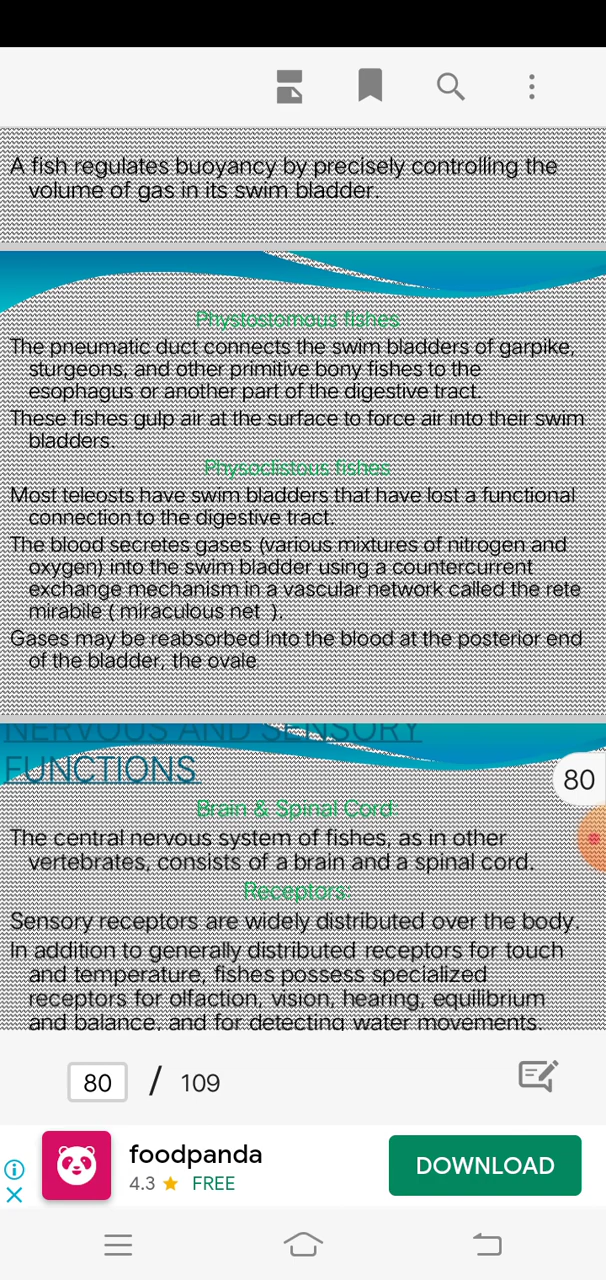 A fish regulates buoyancy by precisely controlling the
volume of gas in its swim bladder.
Phystostomous fishes
The pneumatic duct connects the swim bladders of garpike,
sturgeons, and other primitive bony fishes to the
esophagus or another part of the digestive tract.
These fishes gulp air at the surface to force air into their swim
bladders.
Physoclistous fishes
Most teleosts have swim bladders that have lost a functional
connection to the digestive tract.
The blood secretes gases (various mixtures of nitrogen and
oxygen) into the swim bladder using a countercurrent
exchange mechanism in a vascular network called the rete
mirabile ( miraculous net ).
Gases may be reabsorbed into the blood at the posterior end
of the bladder, the ovale
NERVOUS AND SENSORY
FUNCTIONS
80
Brain & Spinal Cord:
The central nervous system of fishes, as in other
vertebrates, consists of a brain and a spinal cord.
Receptors:
Sensory receptors are widely distributed over the body.
In addition to generally distributed receptors for touch
and temperature, fishes possess specialized
receptors for olfaction, vision, hearing, equilibrium
and balance, and for detecting water movements.
80 / 109
foodpanda
4.3 ★ FREE
DOWNLOAD